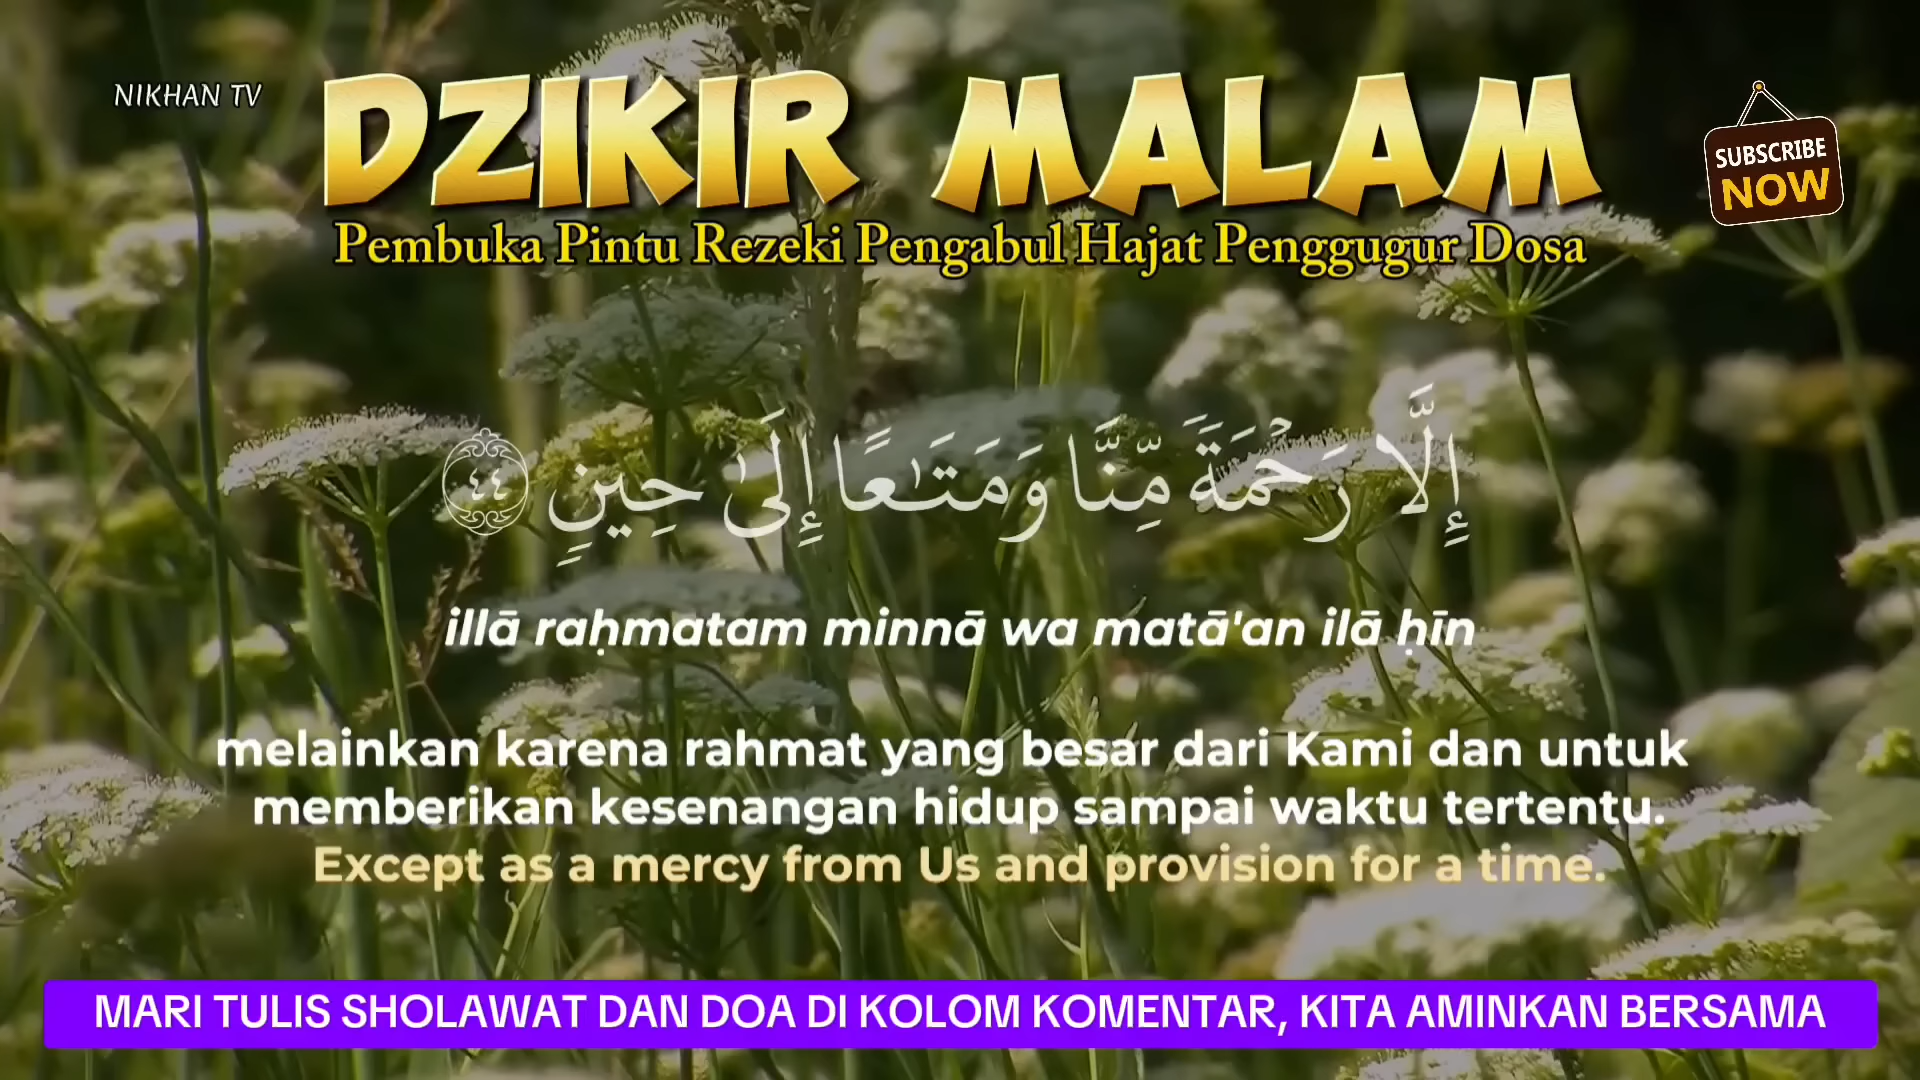 NIKHAN TV
DZIKIR MALAM
SUBSCRIBE
NOW
Pembuka Pintu Rezeki Pengabul Hajat Penggugur Dosa
إِلَّا رَحْمَةً مِّنَّا وَمَتَٰعًا إِلَىٰ حِينٍ ٤٤
illā raḥmatam minnā wa matā'an ilā ḥīn
melainkan karena rahmat yang besar dari Kami dan untuk
memberikan kesenangan hidup sampai waktu tertentu.
Except as a mercy from Us and provision for a time.
MARI TULIS SHOLAWAT DAN DOA DI KOLOM KOMENTAR, KITA AMINKAN BERSAMA